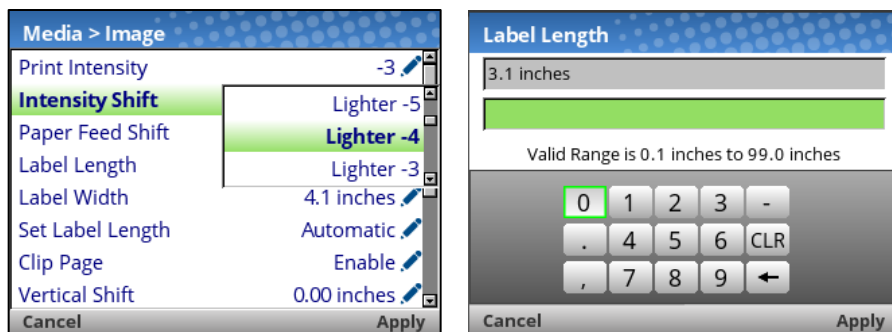 Media > Image
Print Intensity -3
Intensity Shift
Lighter -5
Paper Feed Shift Lighter -4
Label Length Lighter -3
Label Width 4.1 inches
Set Label Length Automatic
Clip Page Enable
Vertical Shift 0.00 inches
Cancel Apply
Label Length
3.1 inches
Valid Range is 0.1 inches to 99.0 inches
0 1 2 3 -
. 4 5 6 CLR
, 7 8 9 ←
Cancel Apply